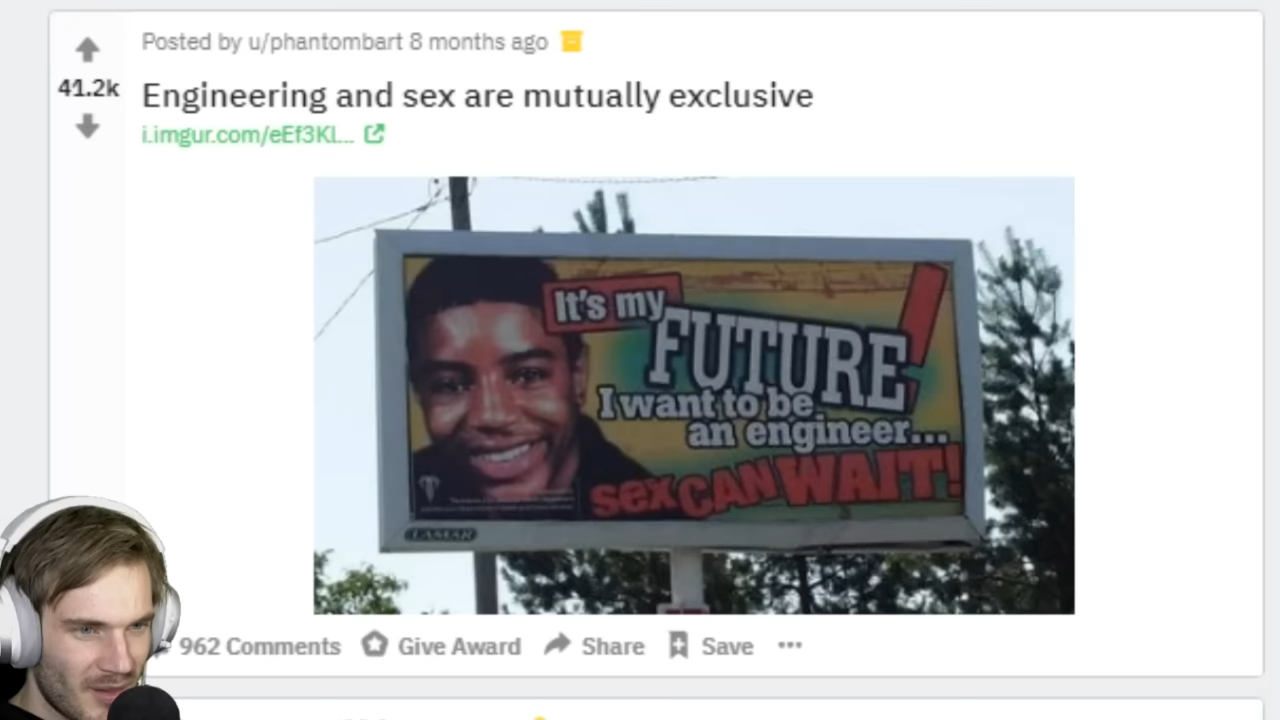 Posted by u/phantombart 8 months ago
41.2k
Engineering and sex are mutually exclusive
i.imgur.com/eEf3Kl...
It's my
FUTURE!
I want to be
an engineer...
sex CAN WAIT!
LAMAR
962 Comments Give Award Share Save